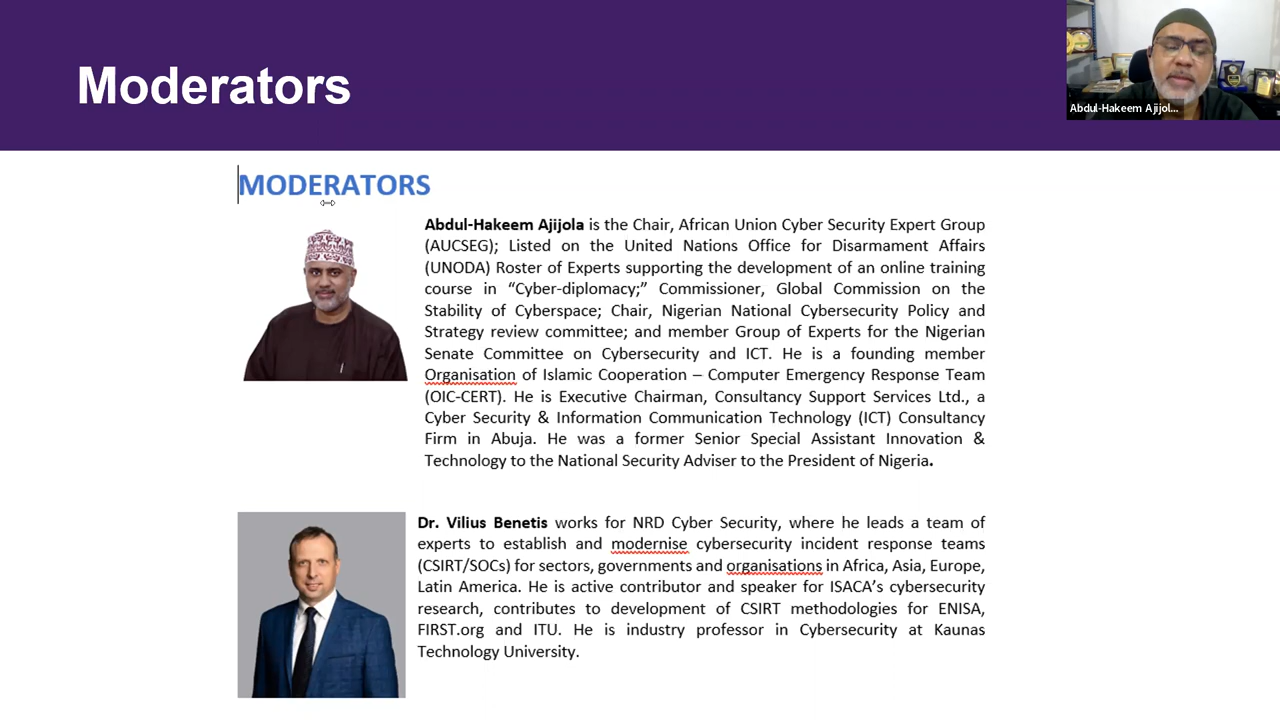 Moderators
Abdul-Hakeem Ajijol...
MODERATORS
Abdul-Hakeem Ajijola is the Chair, African Union Cyber Security Expert Group
(AUCSEG); Listed on the United Nations Office for Disarmament Affairs
(UNODA) Roster of Experts supporting the development of an online training
course in “Cyber-diplomacy;” Commissioner, Global Commission on the
Stability of Cyberspace; Chair, Nigerian National Cybersecurity Policy and
Strategy review committee; and member Group of Experts for the Nigerian
Senate Committee on Cybersecurity and ICT. He is a founding member
Organisation of Islamic Cooperation – Computer Emergency Response Team
(OIC-CERT). He is Executive Chairman, Consultancy Support Services Ltd., a
Cyber Security & Information Communication Technology (ICT) Consultancy
Firm in Abuja. He was a former Senior Special Assistant Innovation &
Technology to the National Security Adviser to the President of Nigeria.
Dr. Vilius Benetis works for NRD Cyber Security, where he leads a team of
experts to establish and modernise cybersecurity incident response teams
(CSIRT/SOCs) for sectors, governments and organisations in Africa, Asia, Europe,
Latin America. He is active contributor and speaker for ISACA’s cybersecurity
research, contributes to development of CSIRT methodologies for ENISA,
FIRST.org and ITU. He is industry professor in Cybersecurity at Kaunas
Technology University.